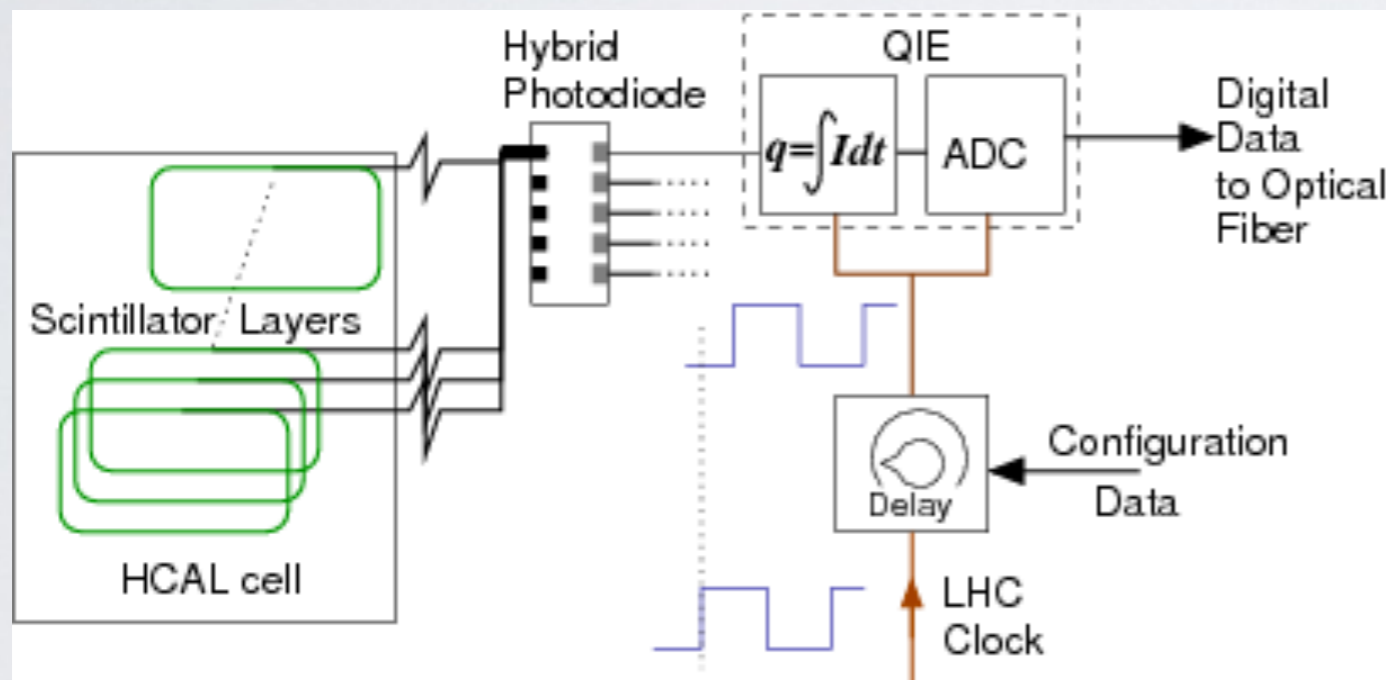 Hybrid
Photodiode
QIE
q=∫Idt
ADC
Digital
Data
to Optical
Fiber
Scintillator Layers
HCAL cell
Delay
Configuration
Data
LHC
Clock